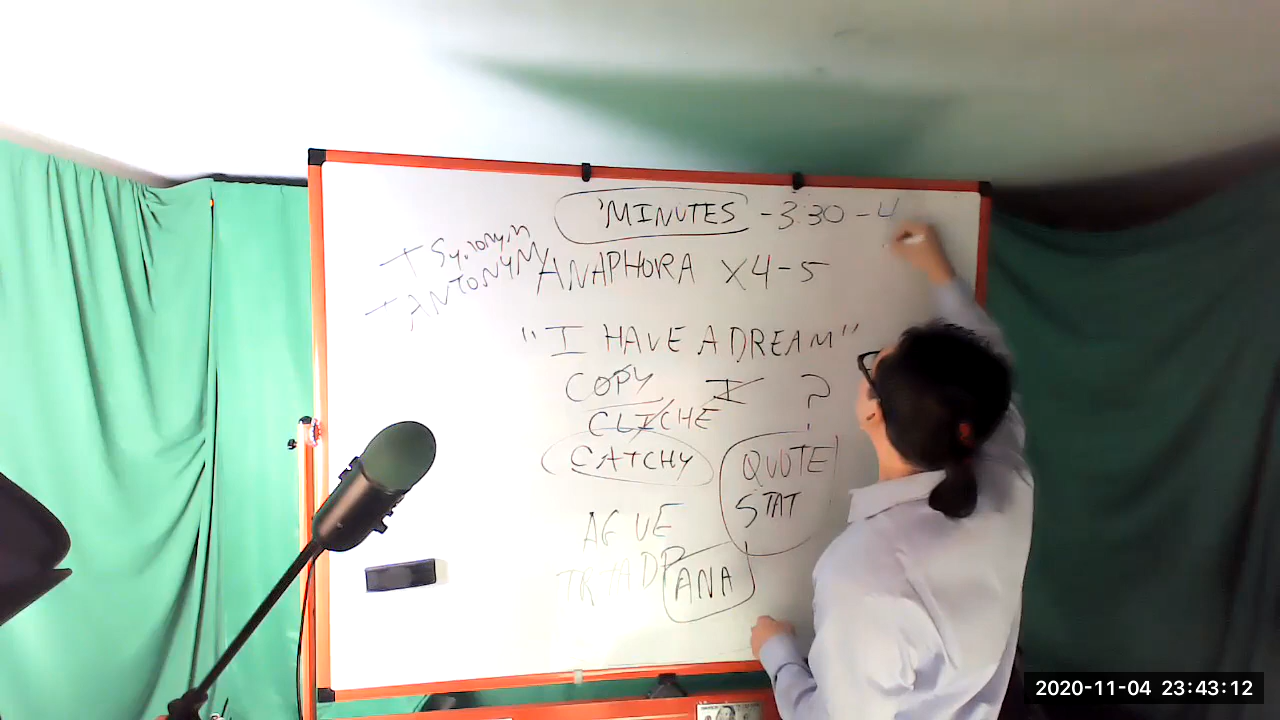 'MINUTES - 3:30 - 4
+ Synonym
- ANTONYM
ANAPHORA X4-5
"I HAVE A DREAM"
COPY I ?
CLICHE
CATCHY
QUOTE
STAT
ANA
2020-11-04 23:43:12